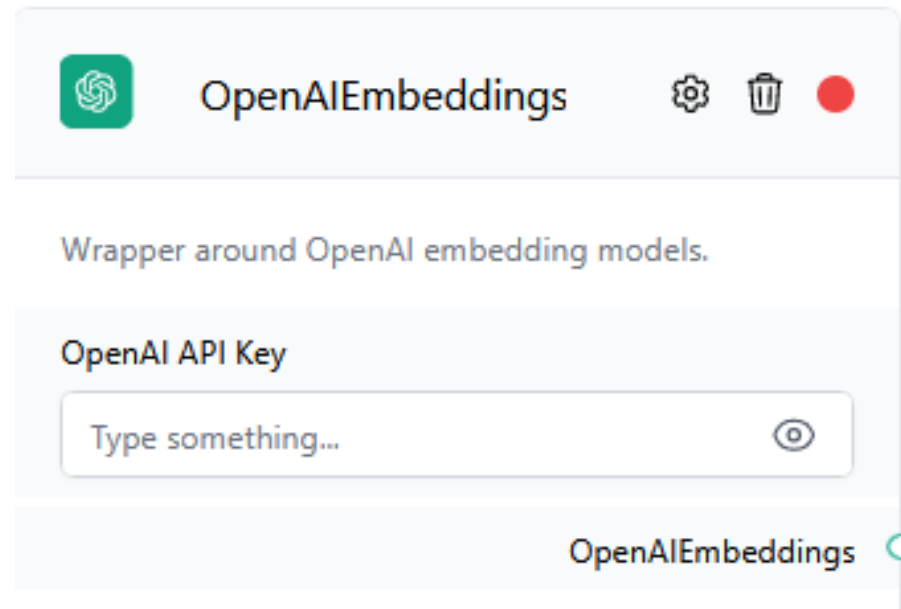 OpenAIEmbeddings
Wrapper around OpenAI embedding models.
OpenAI API Key
Type something...
OpenAIEmbeddings